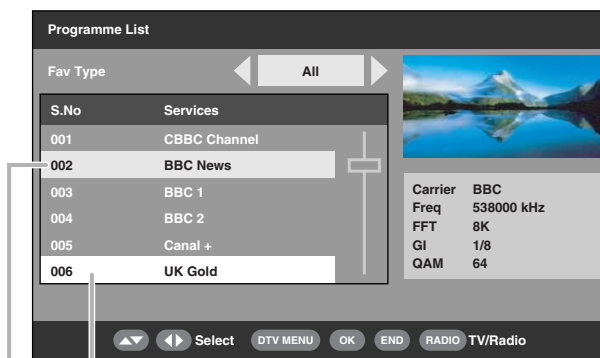 Programme List
Fav Type All
S.No Services
001 CBBC Channel
002 BBC News
003 BBC 1
004 BBC 2
005 Canal +
006 UK Gold
Carrier BBC
Freq 538000 kHz
FFT 8K
GI 1/8
QAM 64
Select DTV MENU OK END RADIO TV/Radio